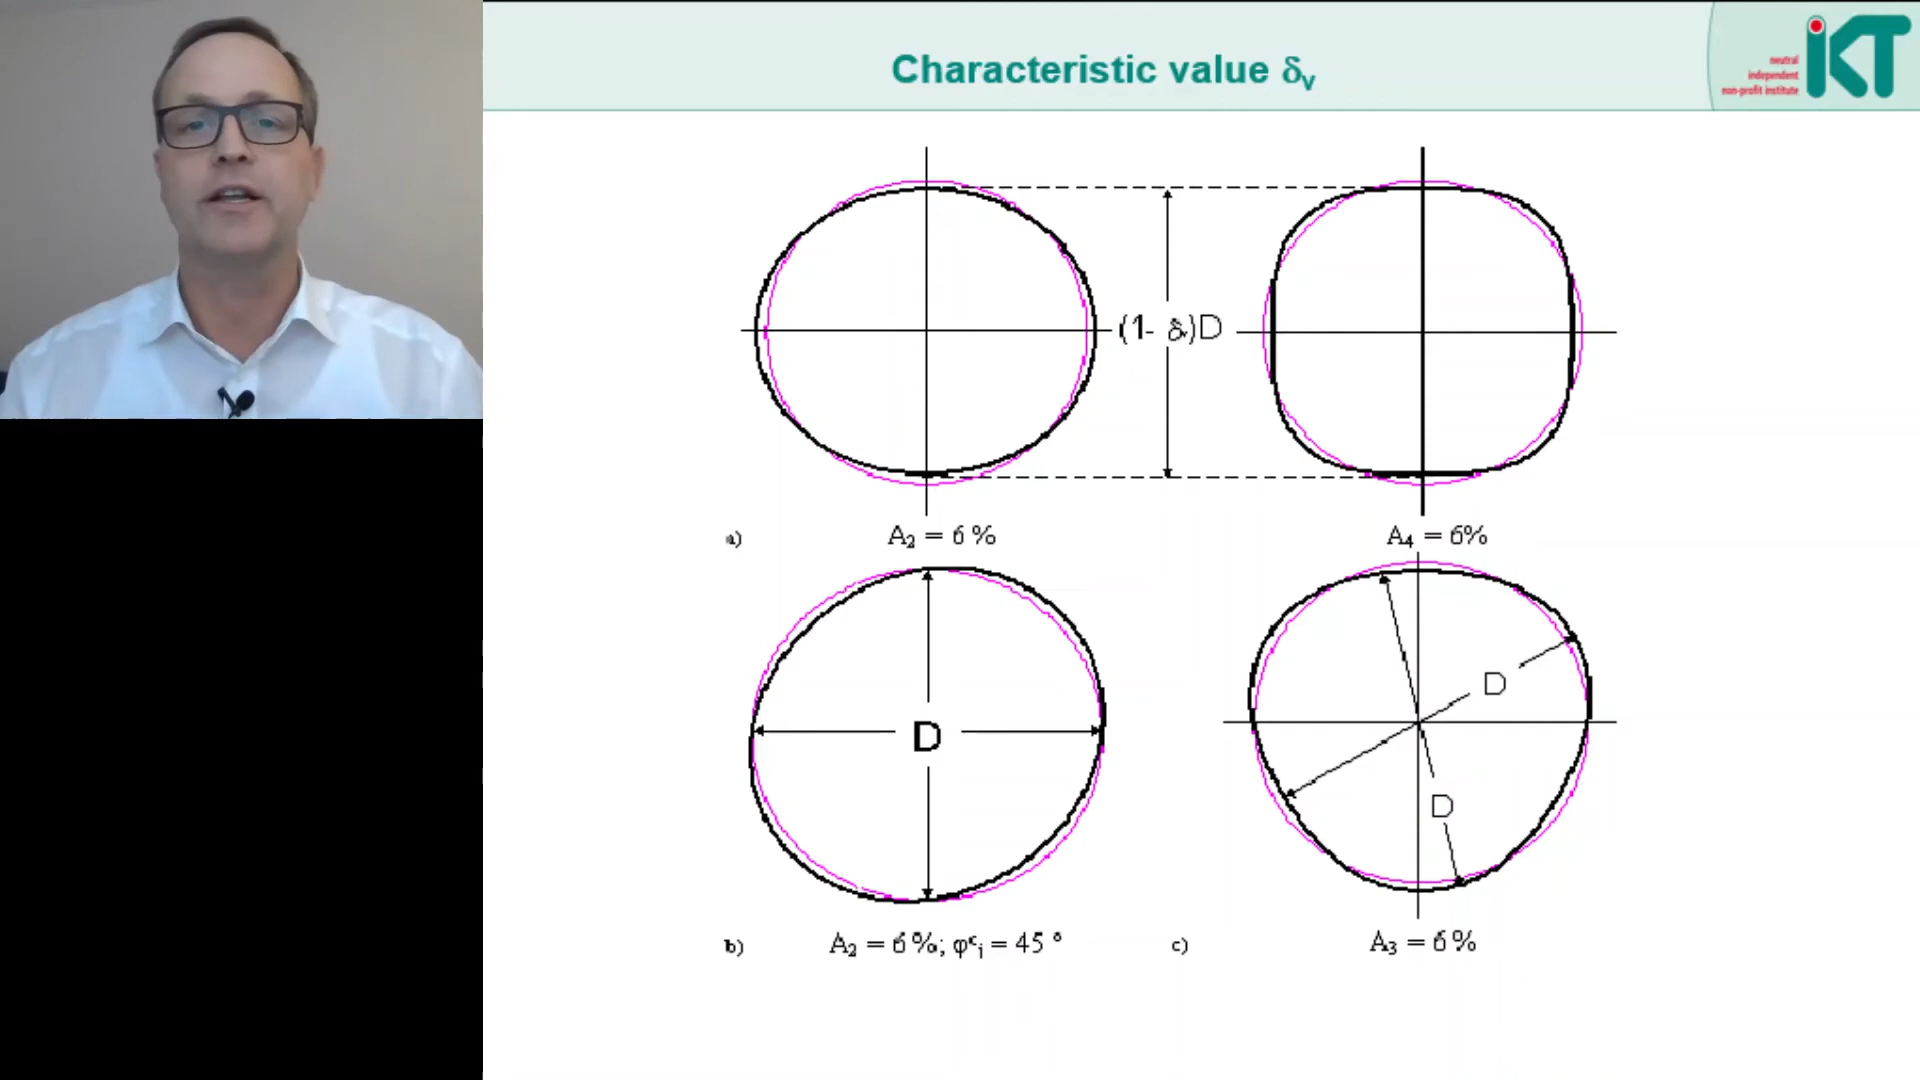 Characteristic value δv
neutral
independent
non-profit institute
iKT
(1- δv)D
a)
A2 = 6 %
A4 = 6%
D
D
D
b)
A2 = 6 %; φcj = 45 °
c)
A3 = 6 %